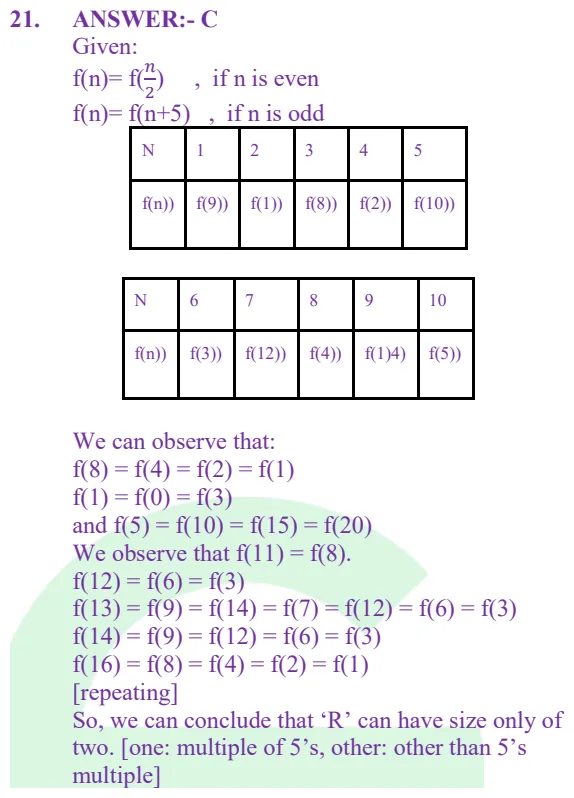 21. ANSWER:- C
Given:
f(n)= f(n/2) , if n is even
f(n)= f(n+5) , if n is odd
N 1 2 3 4 5
f(n)) f(9)) f(1)) f(8)) f(2)) f(10))
N 6 7 8 9 10
f(n)) f(3)) f(12)) f(4)) f(1)4) f(5))
We can observe that:
f(8) = f(4) = f(2) = f(1)
f(1) = f(0) = f(3)
and f(5) = f(10) = f(15) = f(20)
We observe that f(11) = f(8).
f(12) = f(6) = f(3)
f(13) = f(9) = f(14) = f(7) = f(12) = f(6) = f(3)
f(14) = f(9) = f(12) = f(6) = f(3)
f(16) = f(8) = f(4) = f(2) = f(1)
[repeating]
So, we can conclude that ‘R’ can have size only of
two. [one: multiple of 5’s, other: other than 5’s
multiple]